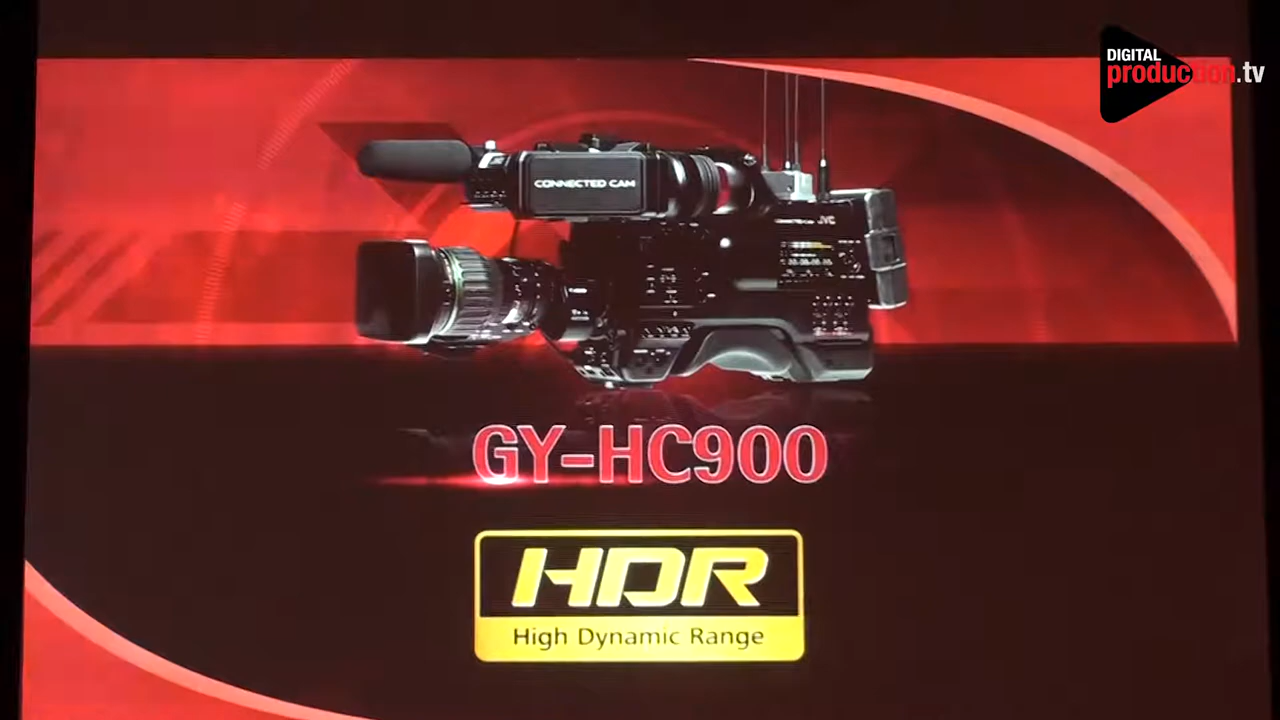 DIGITAL
production.tv
CONNECTED CAM
JVC
GY-HC900
HDR
High Dynamic Range